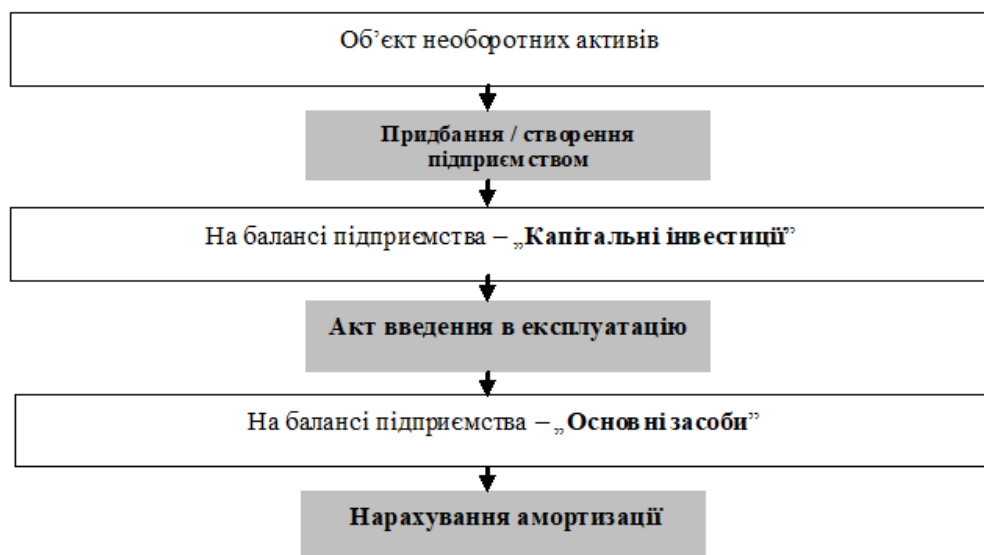 Об’єкт необоротних активів
Придбання / створення
підприємством
На балансі підприємства – „Капітальні інвестиції”
Акт введення в експлуатацію
На балансі підприємства – „Основні засоби”
Нарахування амортизації